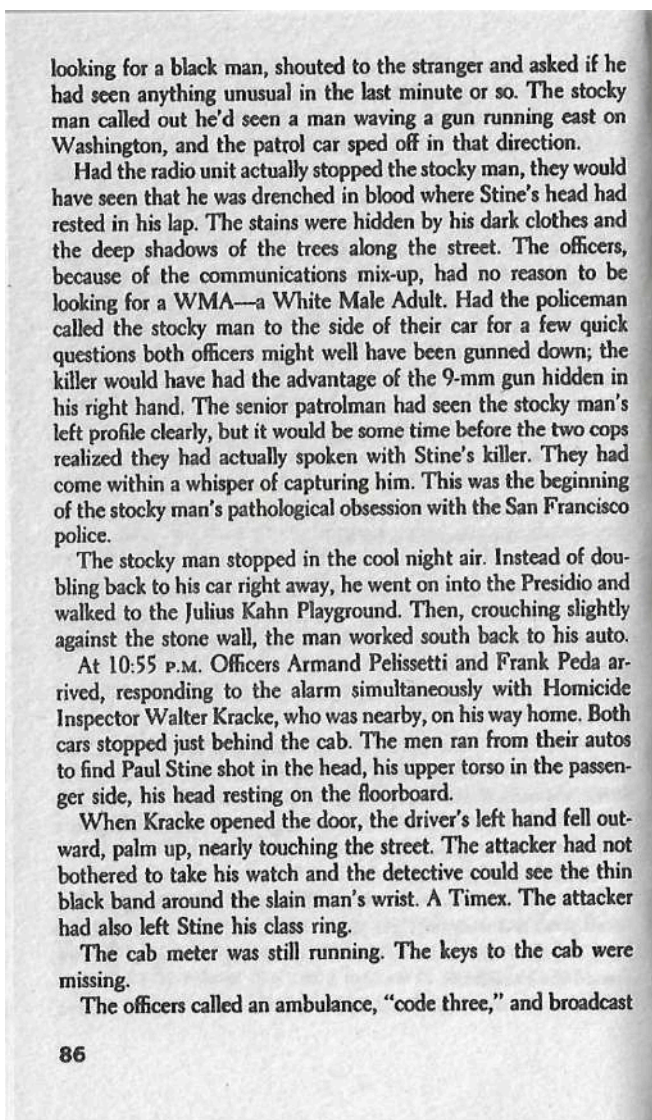 looking for a black man, shouted to the stranger and asked if he
had seen anything unusual in the last minute or so. The stocky
man called out he'd seen a man waving a gun running east on
Washington, and the patrol car sped off in that direction.
Had the radio unit actually stopped the stocky man, they would
have seen that he was drenched in blood where Stine's head had
rested in his lap. The stains were hidden by his dark clothes and
the deep shadows of the trees along the street. The officers,
because of the communications mix-up, had no reason to be
looking for a WMA—a White Male Adult. Had the policeman
called the stocky man to the side of their car for a few quick
questions both officers might well have been gunned down; the
killer would have had the advantage of the 9-mm gun hidden in
his right hand. The senior patrolman had seen the stocky man's
left profile clearly, but it would be some time before the two cops
realized they had actually spoken with Stine's killer. They had
come within a whisper of capturing him. This was the beginning
of the stocky man's pathological obsession with the San Francisco
police.
The stocky man stopped in the cool night air. Instead of dou-
bling back to his car right away, he went on into the Presidio and
walked to the Julius Kahn Playground. Then, crouching slightly
against the stone wall, the man worked south back to his auto.
At 10:55 P.M. Officers Armand Pelissetti and Frank Peda ar-
rived, responding to the alarm simultaneously with Homicide
Inspector Walter Kracke, who was nearby, on his way home. Both
cars stopped just behind the cab. The men ran from their autos
to find Paul Stine shot in the head, his upper torso in the passen-
ger side, his head resting on the floorboard.
When Kracke opened the door, the driver's left hand fell out-
ward, palm up, nearly touching the street. The attacker had not
bothered to take his watch and the detective could see the thin
black band around the slain man's wrist. A Timex. The attacker
had also left Stine his class ring.
The cab meter was still running. The keys to the cab were
missing.
The officers called an ambulance, "code three," and broadcast
86